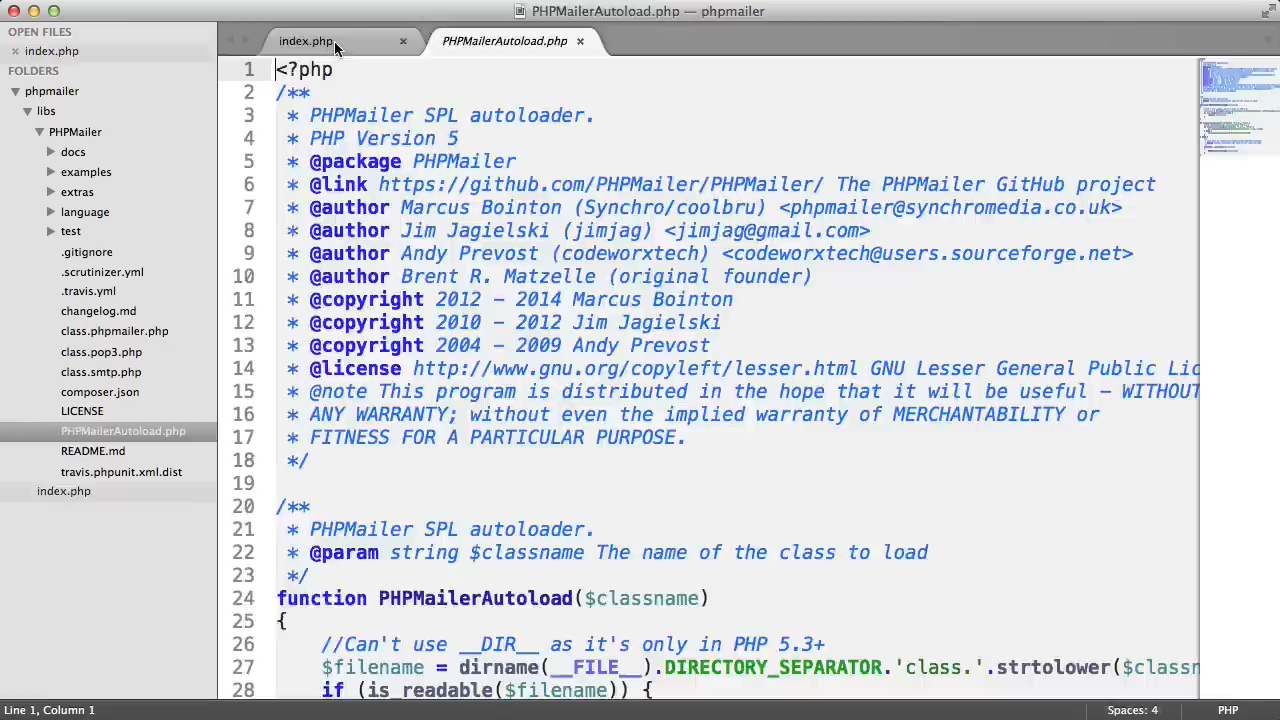 PHPMailerAutoload.php — phpmailer
OPEN FILES
× index.php
FOLDERS
phpmailer
libs
PHPMailer
docs
examples
extras
language
test
.gitignore
.scrutinizer.yml
.travis.yml
changelog.md
class.phpmailer.php
class.pop3.php
class.smtp.php
composer.json
LICENSE
PHPMailerAutoload.php
README.md
travis.phpunit.xml.dist
index.php
index.php ×
PHPMailerAutoload.php ×
1 <?php
2 /**
3 * PHPMailer SPL autoloader.
4 * PHP Version 5
5 * @package PHPMailer
6 * @link https://github.com/PHPMailer/PHPMailer/ The PHPMailer GitHub project
7 * @author Marcus Bointon (Synchro/coolbru) <phpmailer@synchromedia.co.uk>
8 * @author Jim Jagielski (jimjag) <jimjag@gmail.com>
9 * @author Andy Prevost (codeworxtech) <codeworxtech@users.sourceforge.net>
10 * @author Brent R. Matzelle (original founder)
11 * @copyright 2012 – 2014 Marcus Bointon
12 * @copyright 2010 – 2012 Jim Jagielski
13 * @copyright 2004 – 2009 Andy Prevost
14 * @license http://www.gnu.org/copyleft/lesser.html GNU Lesser General Public Lic
15 * @note This program is distributed in the hope that it will be useful – WITHOUT
16 * ANY WARRANTY; without even the implied warranty of MERCHANTABILITY or
17 * FITNESS FOR A PARTICULAR PURPOSE.
18 */
19
20 /**
21 * PHPMailer SPL autoloader.
22 * @param string $classname The name of the class to load
23 */
24 function PHPMailerAutoload($classname)
25 {
26 //Can't use __DIR__ as it's only in PHP 5.3+
27 $filename = dirname(__FILE__).DIRECTORY_SEPARATOR.'class.'.strtolower($classn
28 if (is_readable($filename)) {
Line 1, Column 1
Spaces: 4
PHP